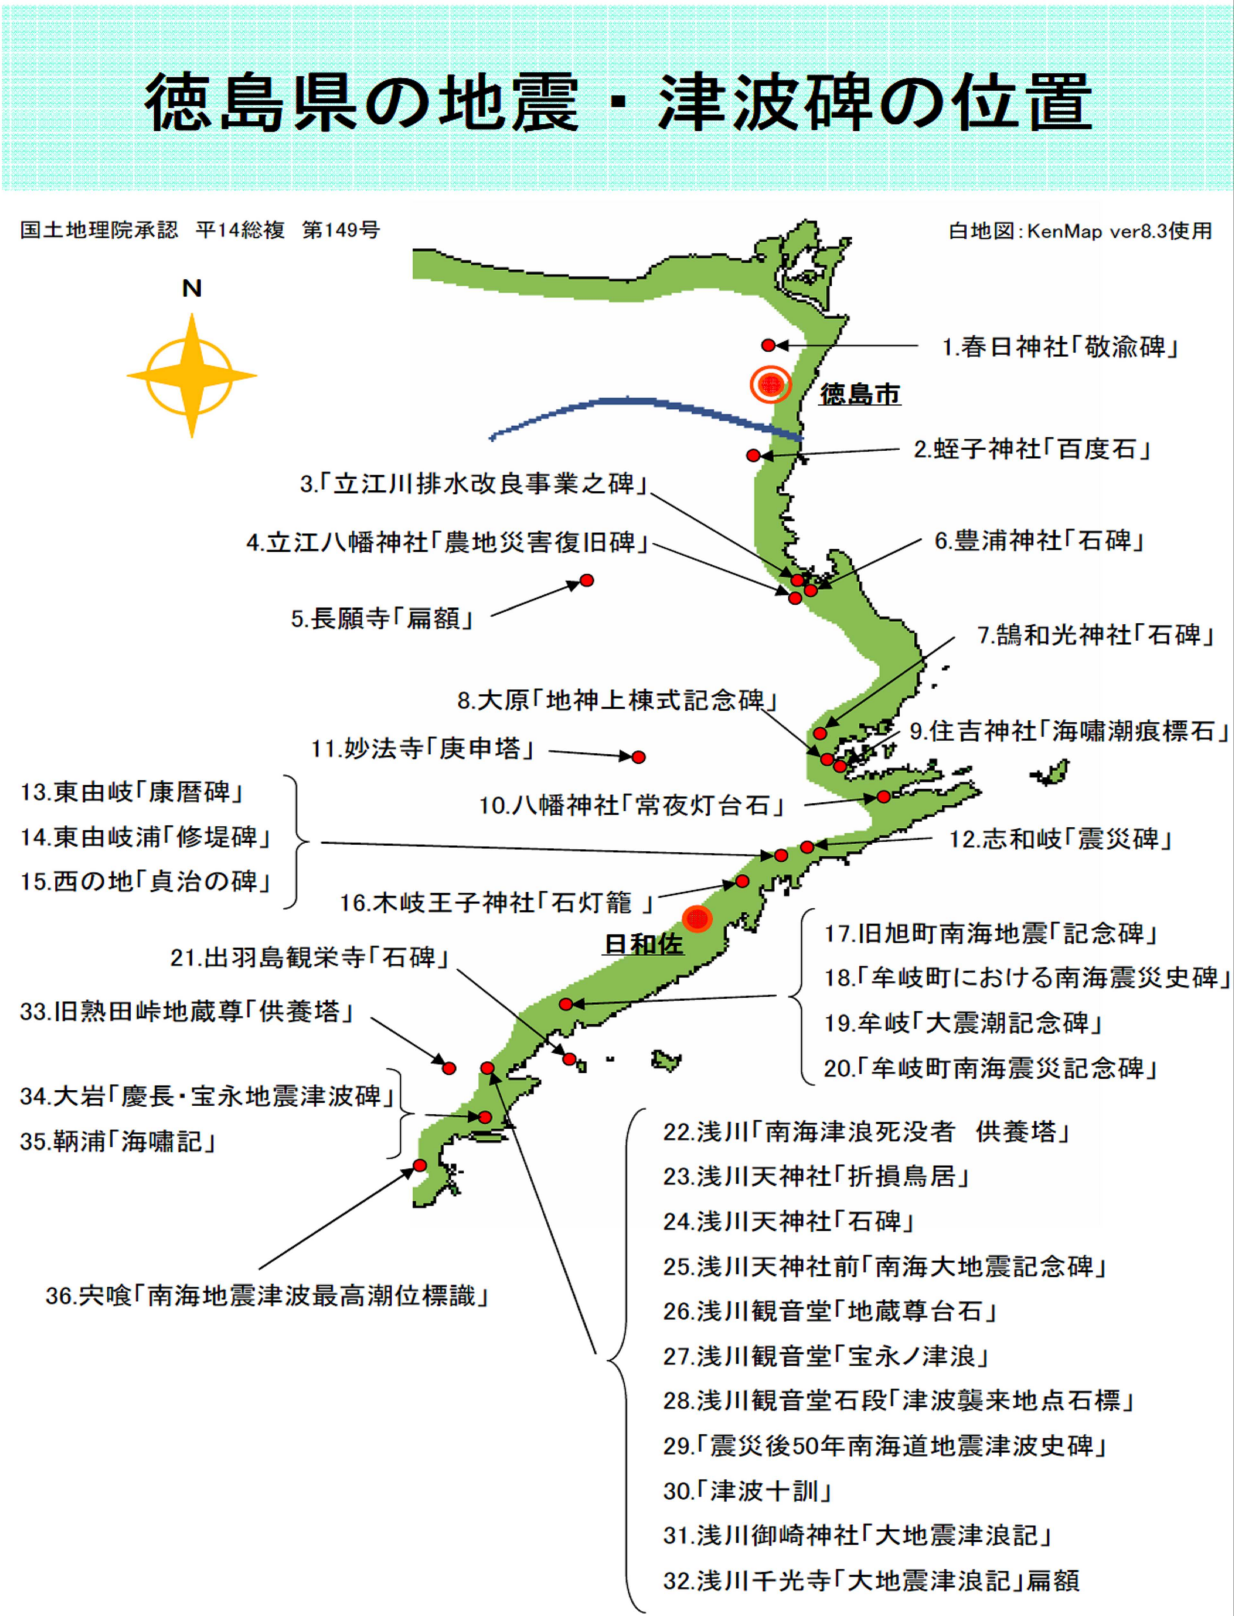 徳島県の地震・津波碑の位置
国土地理院承認　平14総複　第149号
白地図：KenMap ver8.3使用
N
1.春日神社「敬渝碑」
徳島市
2.蛭子神社「百度石」
3.「立江川排水改良事業之碑」
4.立江八幡神社「農地災害復旧碑」
6.豊浦神社「石碑」
5.長願寺「扁額」
7.鵠和光神社「石碑」
8.大原「地神上棟式記念碑」
9.住吉神社「海嘯潮痕標石」
11.妙法寺「庚申塔」
10.八幡神社「常夜灯台石」
13.東由岐「康暦碑」
14.東由岐浦「修堤碑」
15.西の地「貞治の碑」
12.志和岐「震災碑」
16.木岐王子神社「石灯籠 」
日和佐
17.旧旭町南海地震「記念碑」
18.「牟岐町における南海震災史碑」
19.牟岐「大震潮記念碑」
20.「牟岐町南海震災記念碑」
21.出羽島観栄寺「石碑」
33.旧熟田峠地蔵尊「供養塔」
34.大岩「慶長・宝永地震津波碑」
35.鞆浦「海嘯記」
36.宍喰「南海地震津波最高潮位標識」
22.浅川「南海津浪死没者　供養塔」
23.浅川天神社「折損鳥居」
24.浅川天神社「石碑」
25.浅川天神社前「南海大地震記念碑」
26.浅川観音堂「地蔵尊台石」
27.浅川観音堂「宝永ノ津浪」
28.浅川観音堂石段「津波襲来地点石標」
29.「震災後50年南海道地震津波史碑」
30.「津波十訓」
31.浅川御崎神社「大地震津浪記」
32.浅川千光寺「大地震津浪記」扁額